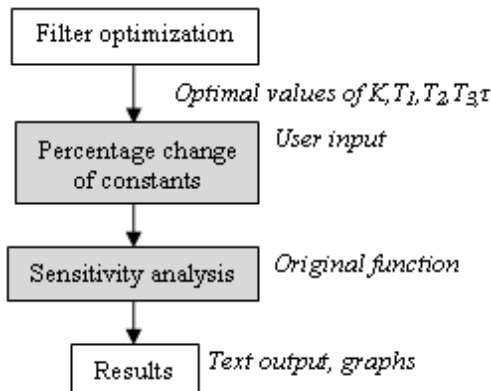 Filter optimization
Optimal values of K,T1,T2,T3,τ
Percentage change
of constants
User input
Sensitivity analysis
Original function
Results
Text output, graphs